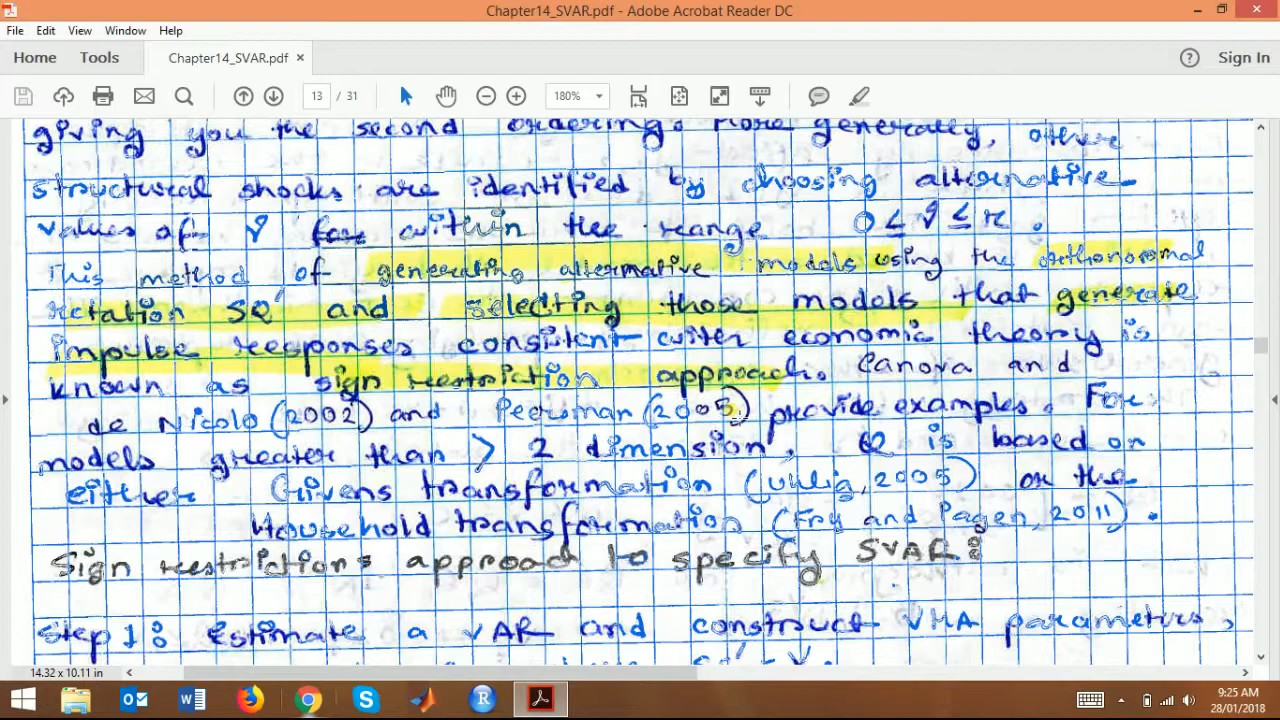 Chapter14_SVAR.pdf - Adobe Acrobat Reader DC
File Edit View Window Help
Home Tools Chapter14_SVAR.pdf × Sign In
13 / 31 180%
giving you the second ordering. More generally, other
structural shocks are identified by choosing alternative
values of ϑ within the range 0 ≤ ϑ ≤ π.
This method of generating alternative models using the orthonormal
rotation SQ' and selecting those models that generate
impulse responses consistent with economic theory is
known as sign restriction approach. Canova and
de Nicolo (2002) and Peersman (2005) provide examples. For
models greater than > 2 dimension, Q is based on
either Givens transformation (Uhlig, 2005) or the
Household transformation (Fry and Pagen, 2011).
Sign restrictions approach to specify SVAR:
Step 1: Estimate a VAR and construct VMA parameters,
14.32 x 10.11 in
9:25 AM
28/01/2018